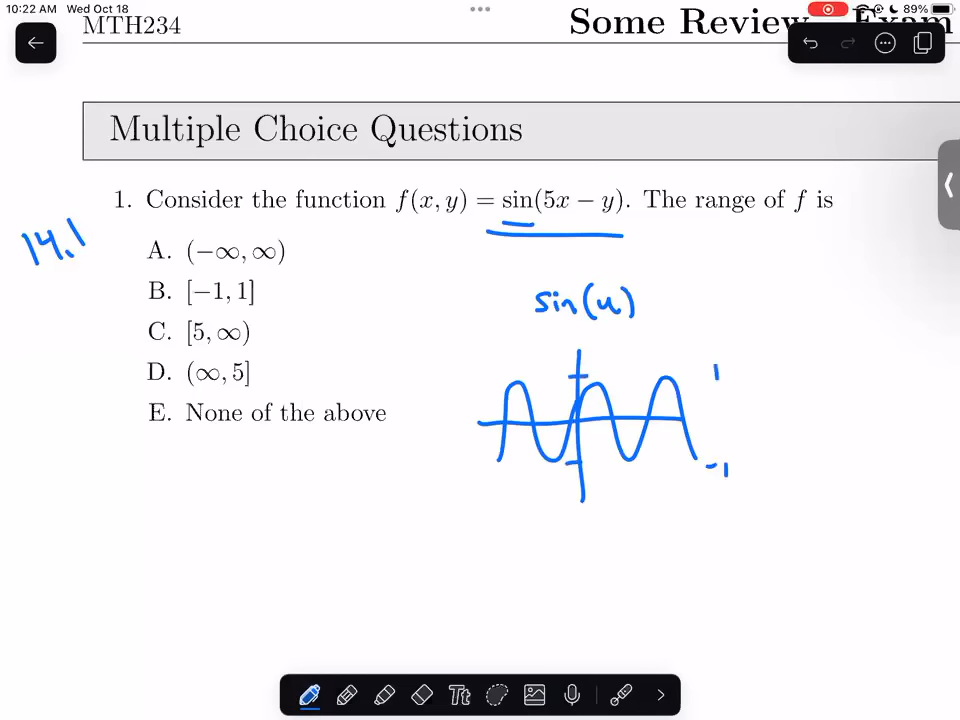 10:22 AM Wed Oct 18
89%
MTH234
Some Review
Exam
Multiple Choice Questions
1. Consider the function f(x, y) = sin(5x − y). The range of f is
14.1
A. (−∞, ∞)
B. [−1, 1]
sin(u)
C. [5, ∞)
D. (∞, 5]
1
E. None of the above
-1
Tt